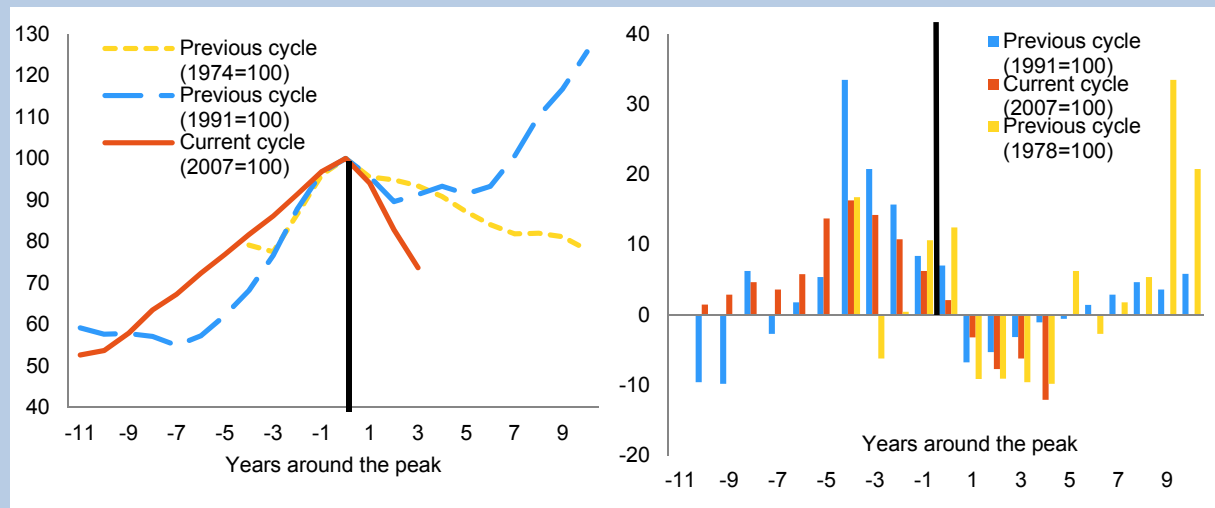 130
120
110
100
90
80
70
60
50
40
Previous cycle
(1974=100)
Previous cycle
(1991=100)
Current cycle
(2007=100)
-11 -9 -7 -5 -3 -1 1 3 5 7 9
Years around the peak
40
30
20
10
0
-10
-20
Previous cycle
(1991=100)
Current cycle
(2007=100)
Previous cycle
(1978=100)
Years around the peak
-11 -9 -7 -5 -3 -1 1 3 5 7 9